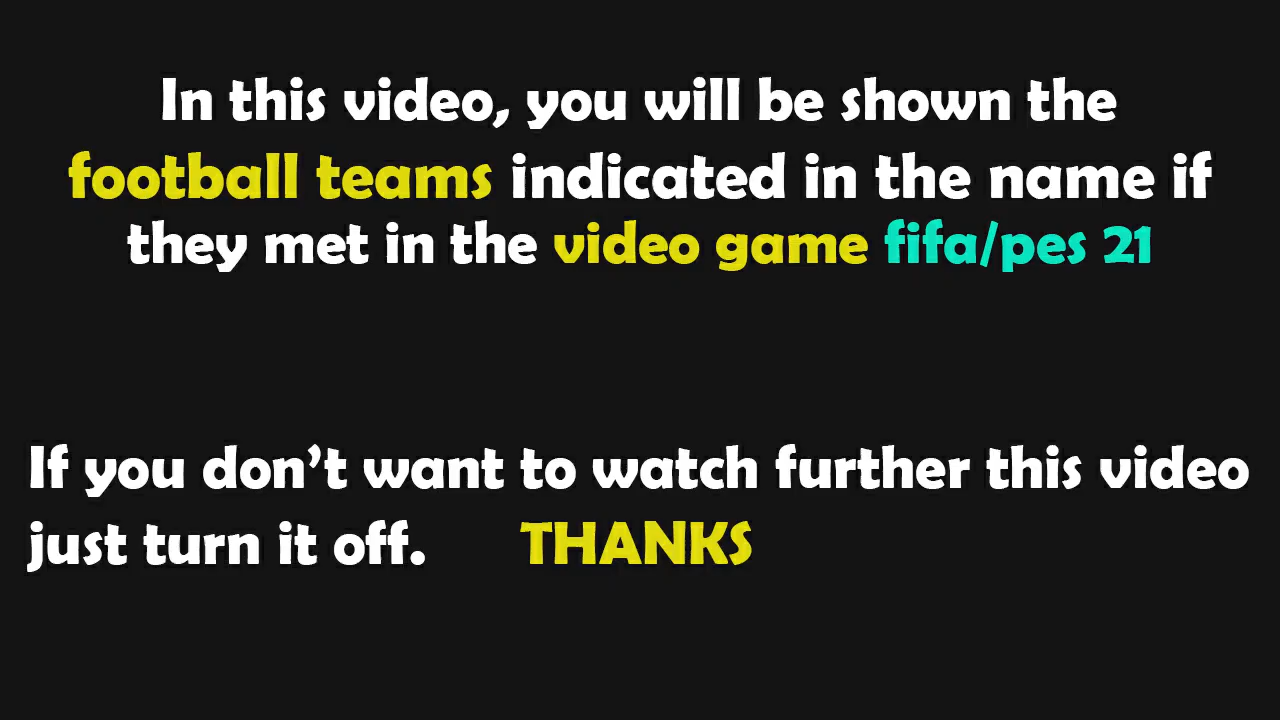 In this video, you will be shown the
football teams indicated in the name if
they met in the video game fifa/pes 21
If you don't want to watch further this video
just turn it off. THANKS